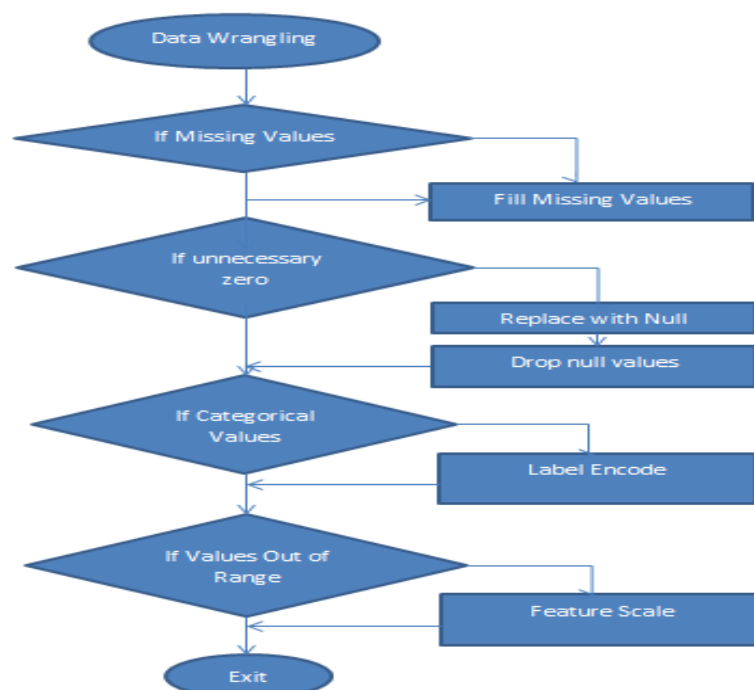 Data Wrangling
If Missing Values
Fill Missing Values
If unnecessary
zero
Replace with Null
Drop null values
If Categorical
Values
Label Encode
If Values Out of
Range
Feature Scale
Exit